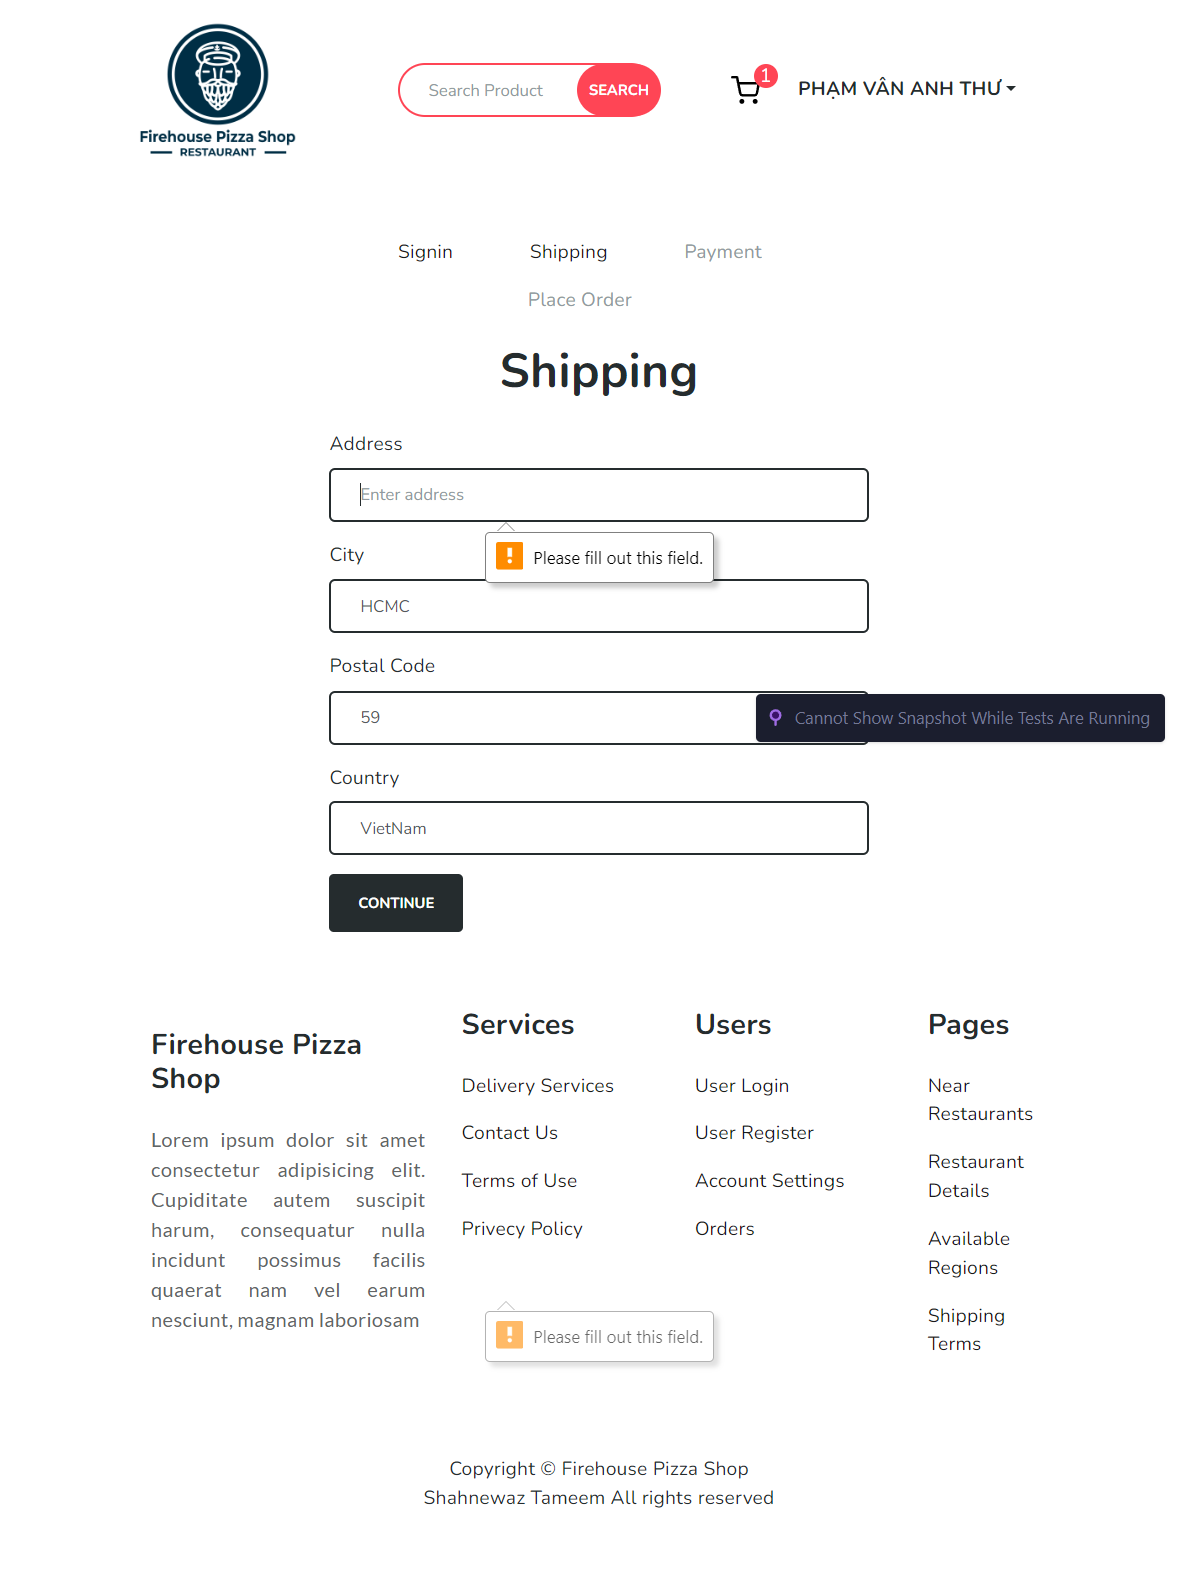 Firehouse Pizza Shop
RESTAURANT
Search Product
SEARCH
1
PHẠM VÂN ANH THƯ
Signin
Shipping
Payment
Place Order
Shipping
Address
Enter address
Please fill out this field.
City
HCMC
Postal Code
59
Cannot Show Snapshot While Tests Are Running
Country
VietNam
CONTINUE
Firehouse Pizza
Shop
Lorem ipsum dolor sit amet
consectetur adipisicing elit.
Cupiditate autem suscipit
harum, consequatur nulla
incidunt possimus facilis
quaerat nam vel earum
nesciunt, magnam laboriosam
Services
Delivery Services
Contact Us
Terms of Use
Privecy Policy
Users
User Login
User Register
Account Settings
Orders
Pages
Near
Restaurants
Restaurant
Details
Available
Regions
Shipping
Terms
Please fill out this field.
Copyright © Firehouse Pizza Shop
Shahnewaz Tameem All rights reserved